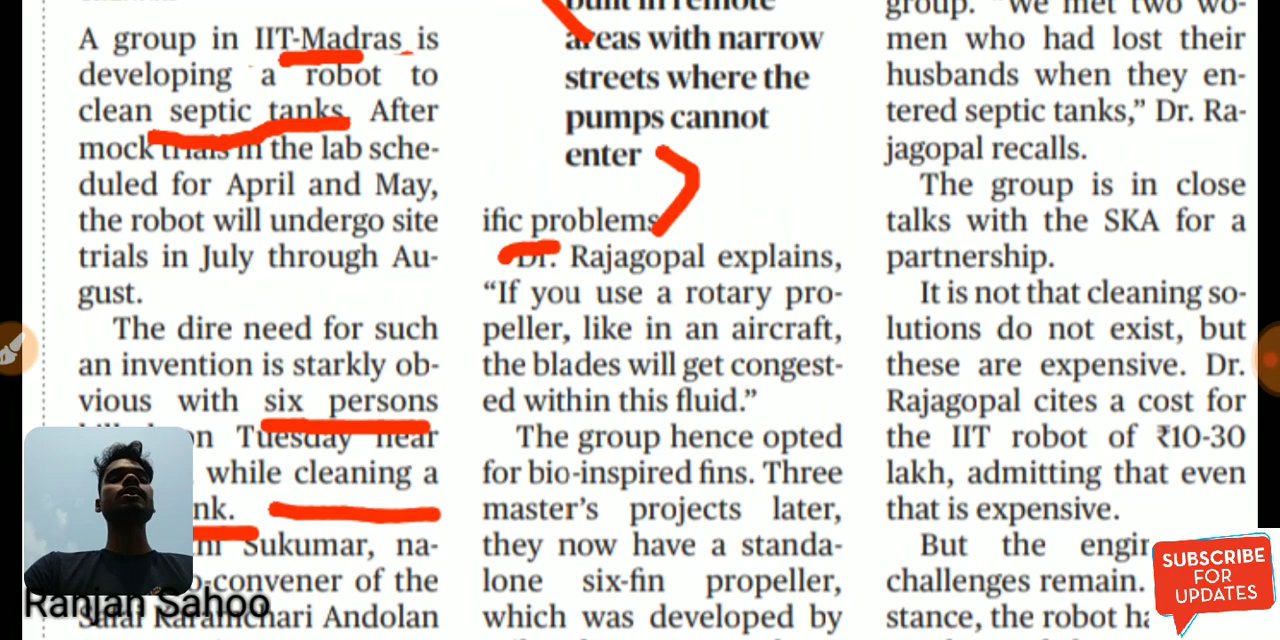 A group in IIT-Madras is
developing a robot to
clean septic tanks. After
mock trials in the lab sche-
duled for April and May,
the robot will undergo site
trials in July through Au-
gust.
The dire need for such
an invention is starkly ob-
vious with six persons
on Tuesday near
while cleaning a
nk.
ni Sukumar, na-
o-convener of the
Safai Karamchari Andolan
built in remote
areas with narrow
streets where the
pumps cannot
enter
ific problems.
Dr. Rajagopal explains,
“If you use a rotary pro-
peller, like in an aircraft,
the blades will get congest-
ed within this fluid.”
The group hence opted
for bio-inspired fins. Three
master’s projects later,
they now have a standa-
lone six-fin propeller,
which was developed by
group. “We met two wo-
men who had lost their
husbands when they en-
tered septic tanks,” Dr. Ra-
jagopal recalls.
The group is in close
talks with the SKA for a
partnership.
It is not that cleaning so-
lutions do not exist, but
these are expensive. Dr.
Rajagopal cites a cost for
the IIT robot of ₹10-30
lakh, admitting that even
that is expensive.
But the engin
challenges remain.
stance, the robot ha
Ranjan Sahoo
SUBSCRIBE
FOR
UPDATES